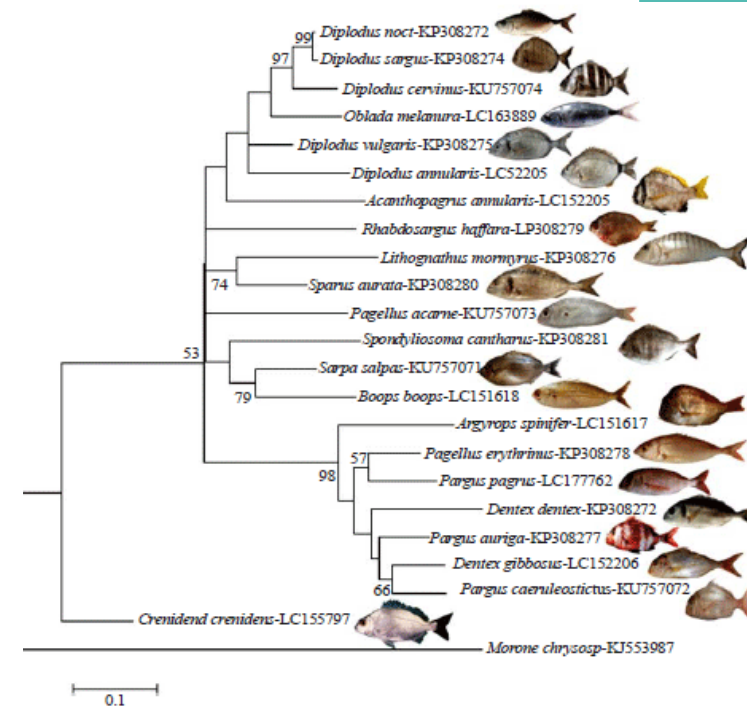 99
Diplodus noct-KP308272
Diplodus sargus-KP308274
97
Diplodus cervinus-KU757074
Oblada melanura-LC163889
Diplodus vulgaris-KP308275
Diplodus annularis-LC52205
Acanthopagrus annularis-LC152205
Rhabdosargus haffara-LP308279
Lithognathus mormyrus-KP308276
74
Sparus aurata-KP308280
Pagellus acarne-KU757073
Spondyliosoma cantharus-KP308281
53
Sarpa salpas-KU757071
79
Boops boops-LC151618
Argyrops spinifer-LC151617
57
Pagellus erythrinus-KP308278
98
Pargus pagrus-LC177762
Dentex dentex-KP308272
Pargus auriga-KP308277
Dentex gibbosus-LC152206
66
Pargus caeruleostictus-KU757072
Crenidend crenidens-LC155797
Morone chrysosp-KJ553987
0.1